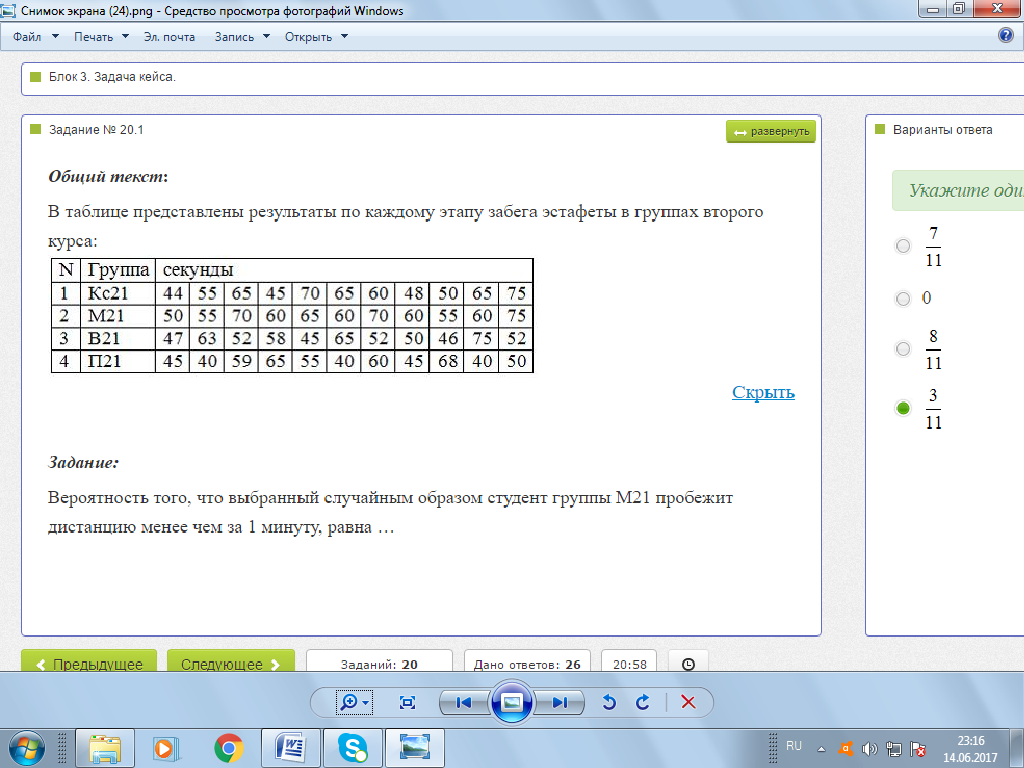 Снимок экрана (24).png - Средство просмотра фотографий Windows
Файл Печать Эл. почта Запись Открыть
Блок 3. Задача кейса.
Задание № 20.1
развернуть
Общий текст:
В таблице представлены результаты по каждому этапу забега эстафеты в группах второго
курса:
N Группа секунды
1 Кс21 44 55 65 45 70 65 60 48 50 65 75
2 М21 50 55 70 60 65 60 70 60 55 60 75
3 В21 47 63 52 58 45 65 52 50 46 75 52
4 П21 45 40 59 65 55 40 60 45 68 40 50
Скрыть
Задание:
Вероятность того, что выбранный случайным образом студент группы М21 пробежит
дистанцию менее чем за 1 минуту, равна …
Варианты ответа
Укажите
7
11
0
8
11
3
11
Предыдущее Следующее Заданий: 20 Дано ответов: 26 20:58
RU
23:16
14.06.2017